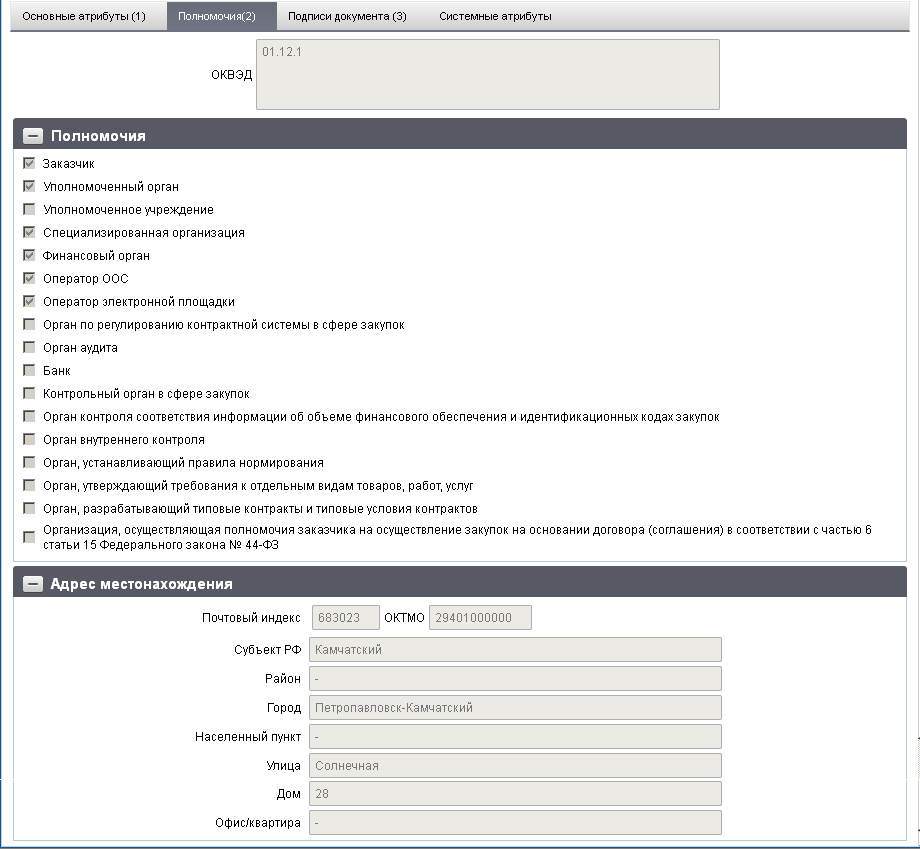 Основные атрибуты (1) Полномочия(2) Подписи документа (3) Системные атрибуты
ОКВЭД 01.12.1
Полномочия
Заказчик
Уполномоченный орган
Уполномоченное учреждение
Специализированная организация
Финансовый орган
Оператор ООС
Оператор электронной площадки
Орган по регулированию контрактной системы в сфере закупок
Орган аудита
Банк
Контрольный орган в сфере закупок
Орган контроля соответствия информации об объеме финансового обеспечения и идентификационных кодах закупок
Орган внутреннего контроля
Орган, устанавливающий правила нормирования
Орган, утверждающий требования к отдельным видам товаров, работ, услуг
Орган, разрабатывающий типовые контракты и типовые условия контрактов
Организация, осуществляющая полномочия заказчика на осуществление закупок на основании договора (соглашения) в соответствии с частью 6
статьи 15 Федерального закона № 44-ФЗ
Адрес местонахождения
Почтовый индекс 683023 ОКТМО 29401000000
Субъект РФ Камчатский
Район -
Город Петропавловск-Камчатский
Населенный пункт -
Улица Солнечная
Дом 28
Офис/квартира -